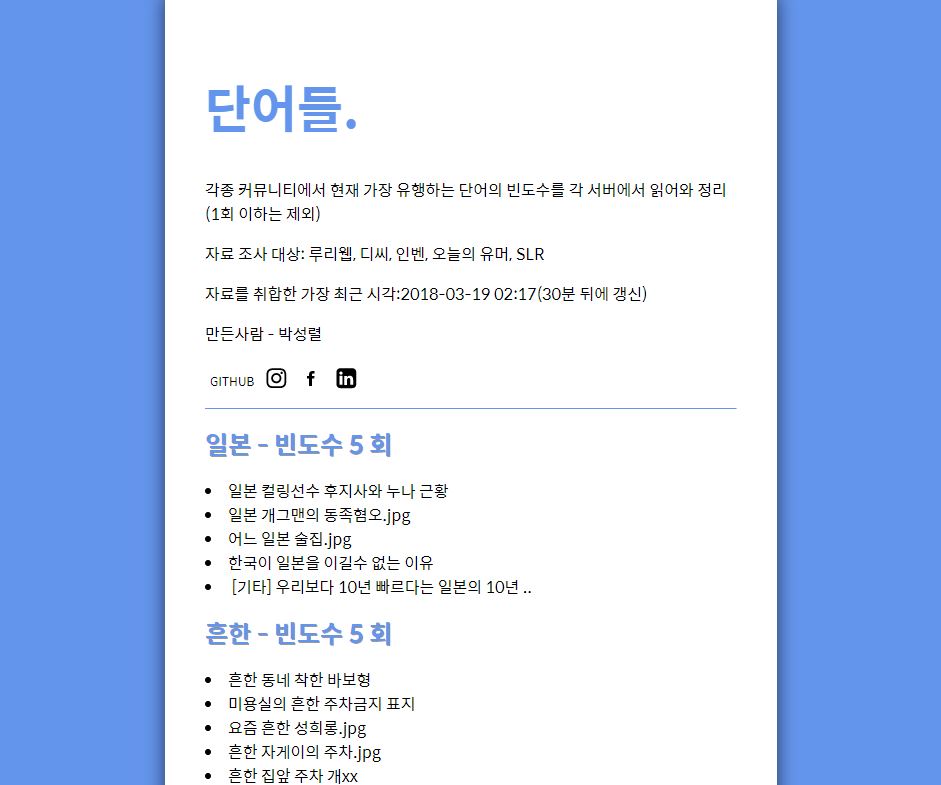 단어들.
각종 커뮤니티에서 현재 가장 유행하는 단어의 빈도수를 각 서버에서 읽어와 정리
(1회 이하는 제외)
자료 조사 대상: 루리웹, 디씨, 인벤, 오늘의 유머, SLR
자료를 취합한 가장 최근 시각:2018-03-19 02:17(30분 뒤에 갱신)
만든사람 - 박성렬
GITHUB
일본 - 빈도수 5 회
일본 컬링선수 후지사와 누나 근황
일본 개그맨의 동족혐오.jpg
어느 일본 술집.jpg
한국이 일본을 이길수 없는 이유
[기타] 우리보다 10년 빠르다는 일본의 10년 ..
흔한 - 빈도수 5 회
흔한 동네 착한 바보형
미용실의 흔한 주차금지 표지
요즘 흔한 성희롱.jpg
흔한 자게이의 주차.jpg
흔한 집앞 주차 개xx